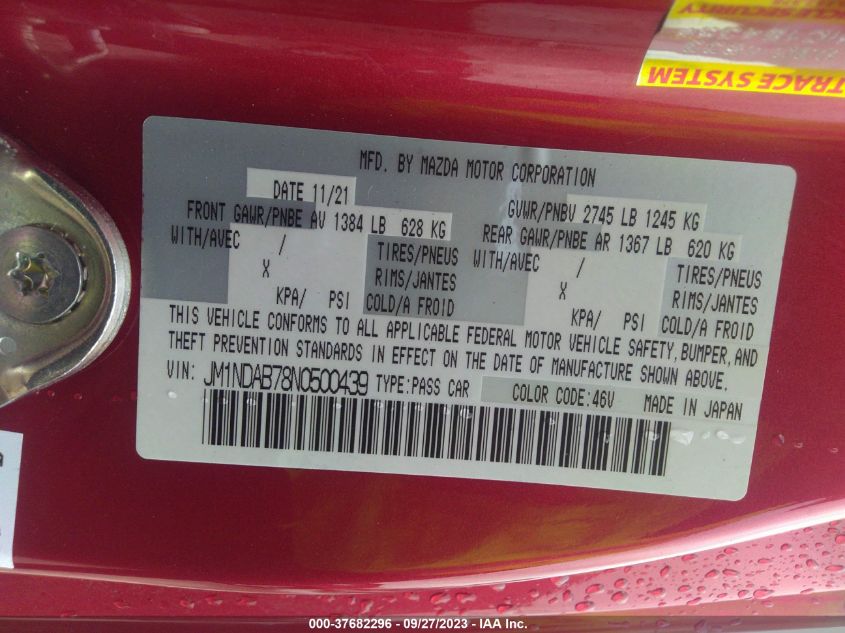 TRACE SYSTEM
MFD. BY MAZDA MOTOR CORPORATION
DATE 11/21
GVWR/PNBV 2745 LB 1245 KG
FRONT GAWR/PNBE AV 1384 LB 628 KG
REAR GAWR/PNBE AR 1367 LB 620 KG
WITH/AVEC / TIRES/PNEUS WITH/AVEC / TIRES/PNEUS
X RIMS/JANTES X RIMS/JANTES
KPA/ PSI COLD/A FROID KPA/ PSI COLD/A FROID
THIS VEHICLE CONFORMS TO ALL APPLICABLE FEDERAL MOTOR VEHICLE SAFETY, BUMPER, AND
THEFT PREVENTION STANDARDS IN EFFECT ON THE DATE OF MANUFACTURE SHOWN ABOVE.
VIN: JM1NDAB78N0500439 TYPE:PASS CAR COLOR CODE:46V MADE IN JAPAN
000-37682296 - 09/27/2023 - IAA Inc.